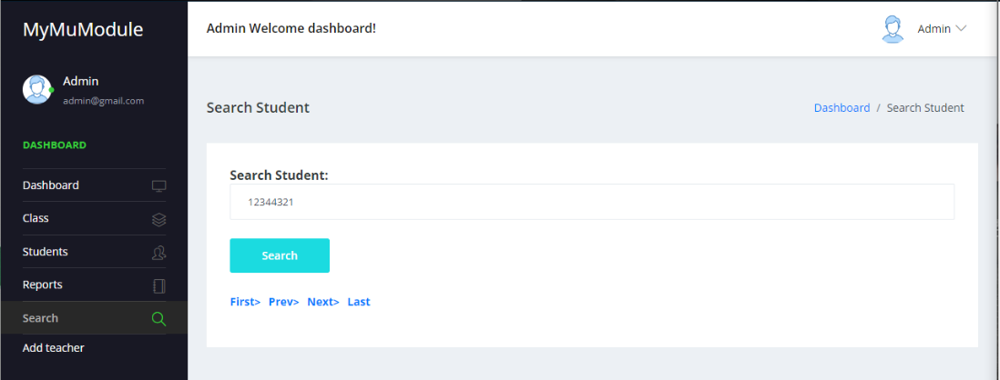 MyMuModule
Admin Welcome dashboard!
Admin
Admin
admin@gmail.com
Search Student
Dashboard / Search Student
DASHBOARD
Dashboard
Class
Students
Reports
Search
Add teacher
Search Student:
12344321
Search
First> Prev> Next> Last